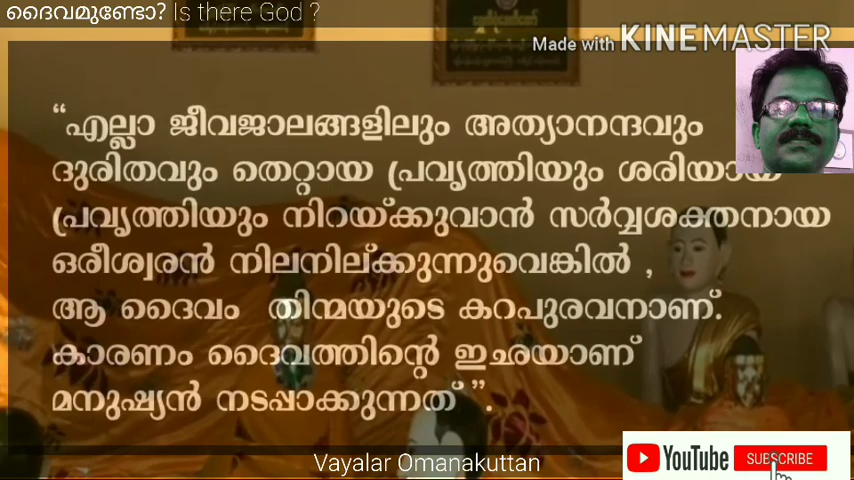 ദൈവമുണ്ടോ? Is there God ?
Made with KINEMASTER
“എല്ലാ ജീവജാലങ്ങളിലും അത്യാനന്ദവും
ദുരിതവും തെറ്റായ പ്രവൃത്തിയും ശരിയായ
പ്രവൃത്തിയും നിറയ്ക്കുവാൻ സർവ്വശക്തനായ
ഒരീശ്വരൻ നിലനില്ക്കുന്നുവെങ്കിൽ ,
ആ ദൈവം തിന്മയുടെ കറപുരവനാണ്.
കാരണം ദൈവത്തിന്റെ ഇഛയാണ്
മനുഷ്യൻ നടപ്പാക്കുന്നത് ”.
Vayalar Omanakuttan
YouTube SUBSCRIBE